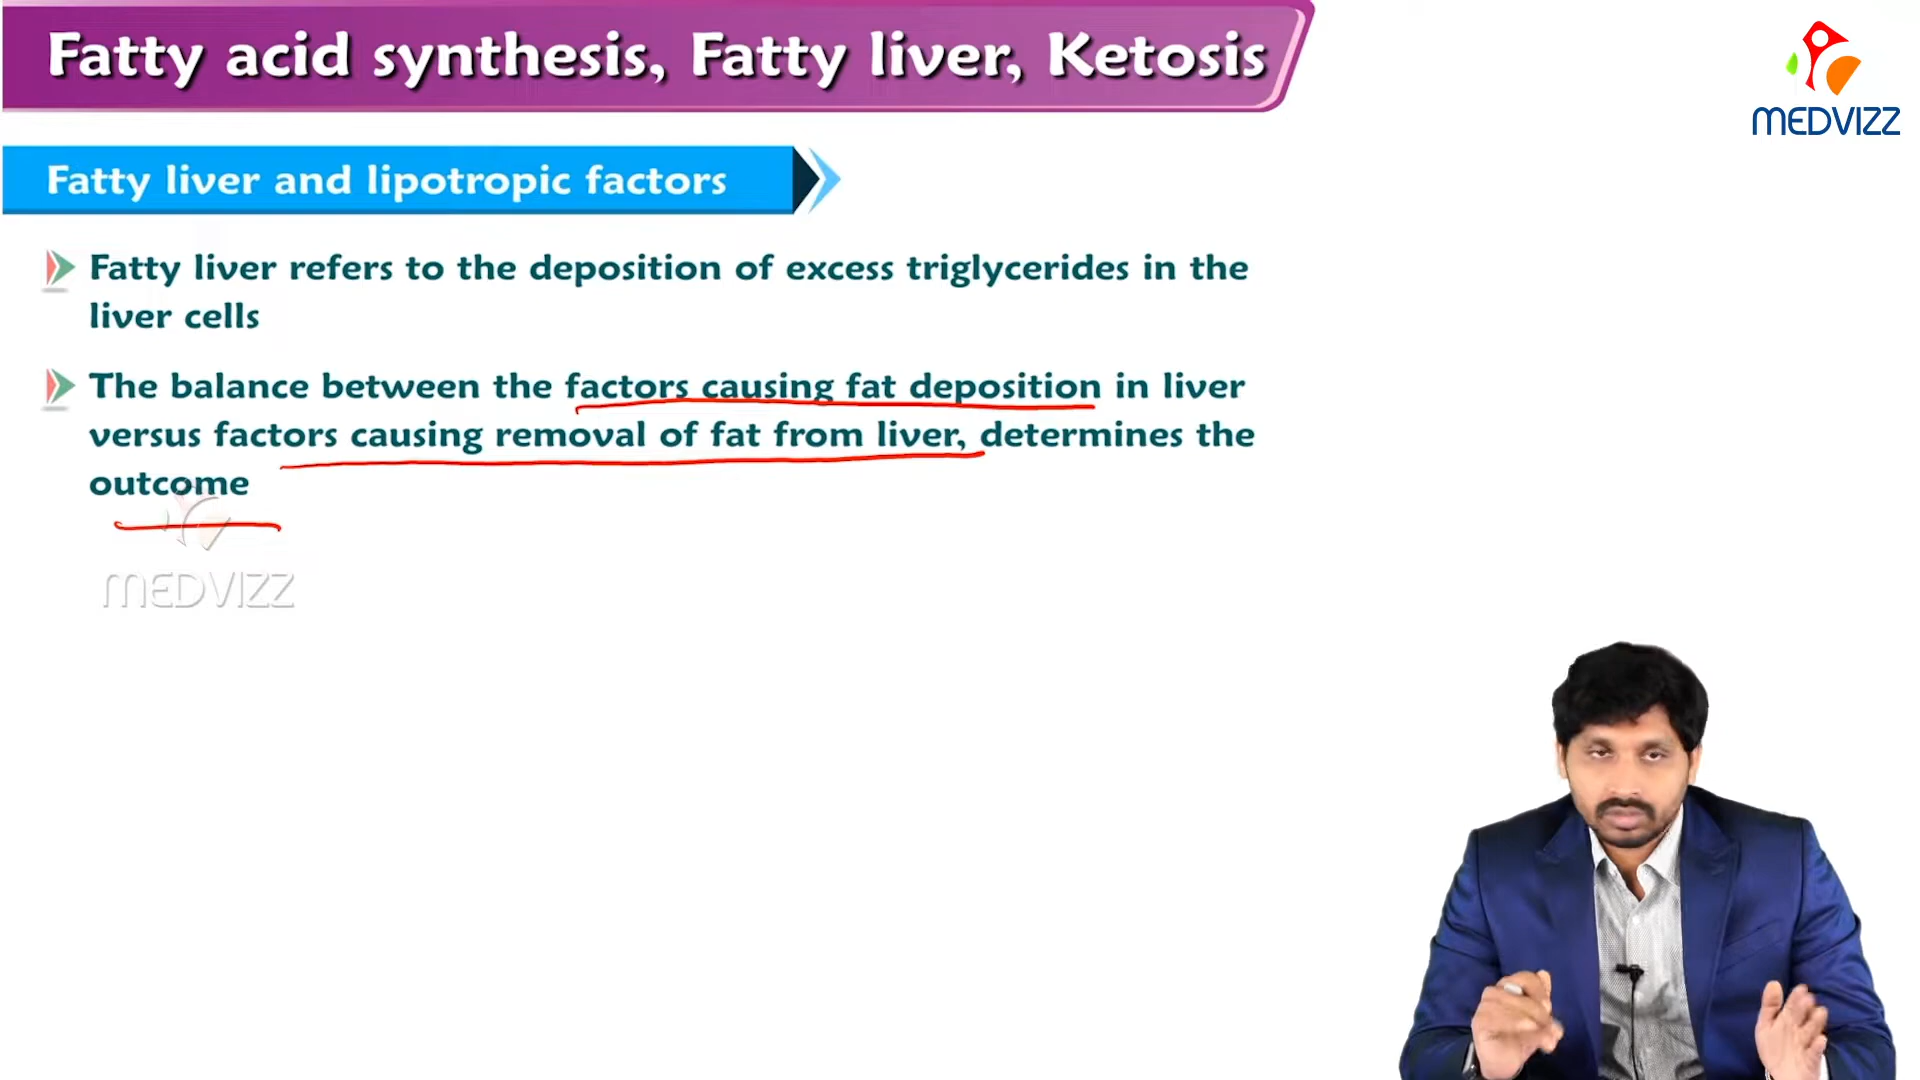 Fatty acid synthesis, Fatty liver, Ketosis
MEDVIZZ
Fatty liver and lipotropic factors
Fatty liver refers to the deposition of excess triglycerides in the
liver cells
The balance between the factors causing fat deposition in liver
versus factors causing removal of fat from liver, determines the
outcome
MEDVIZZ